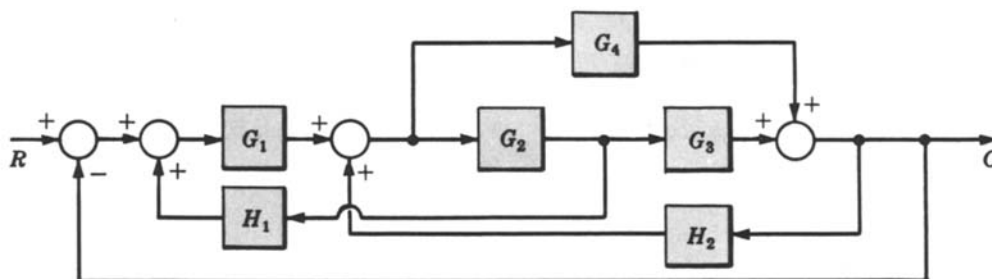 G4
+
+ + + +
R G1 G2 G3 C
− + +
H1 H2